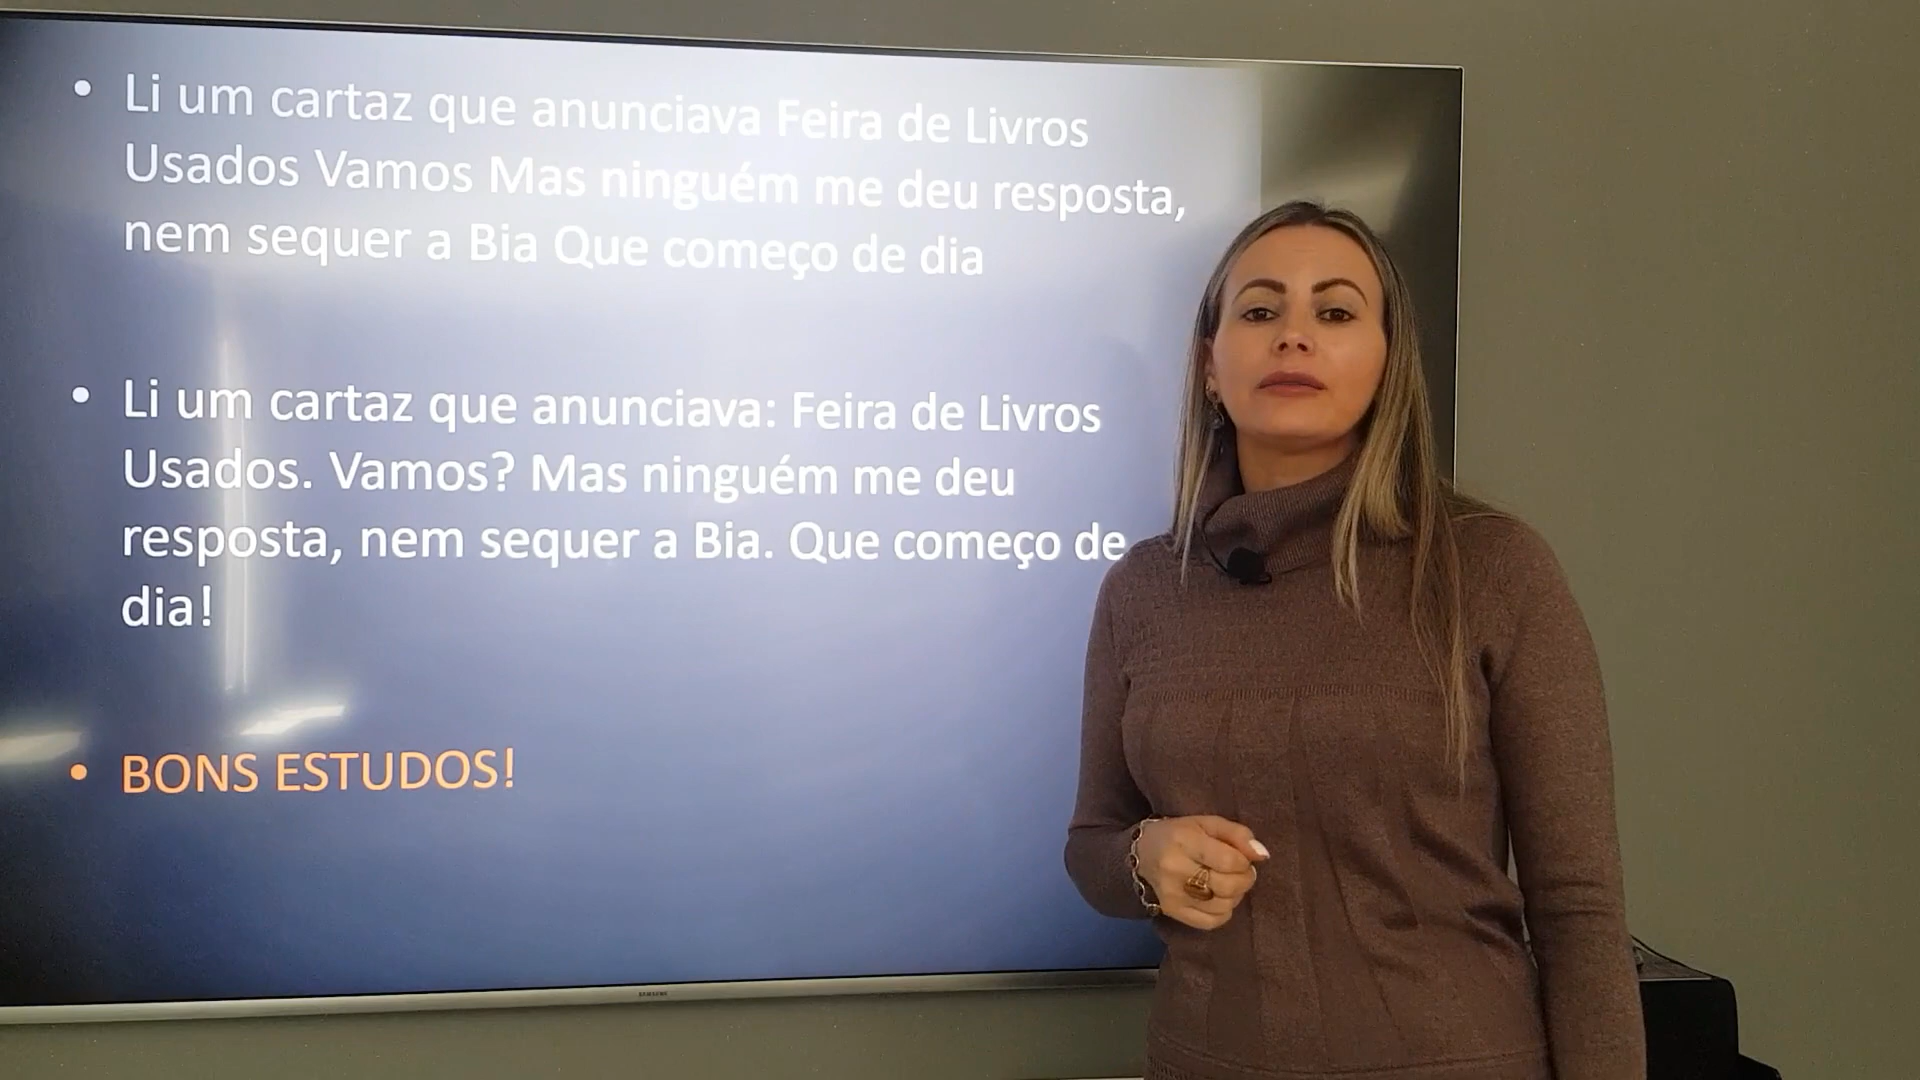 • Li um cartaz que anunciava Feira de Livros
Usados Vamos Mas ninguém me deu resposta,
nem sequer a Bia Que começo de dia
• Li um cartaz que anunciava: Feira de Livros
Usados. Vamos? Mas ninguém me deu
resposta, nem sequer a Bia. Que começo de
dia!
• BONS ESTUDOS!
SAMSUNG